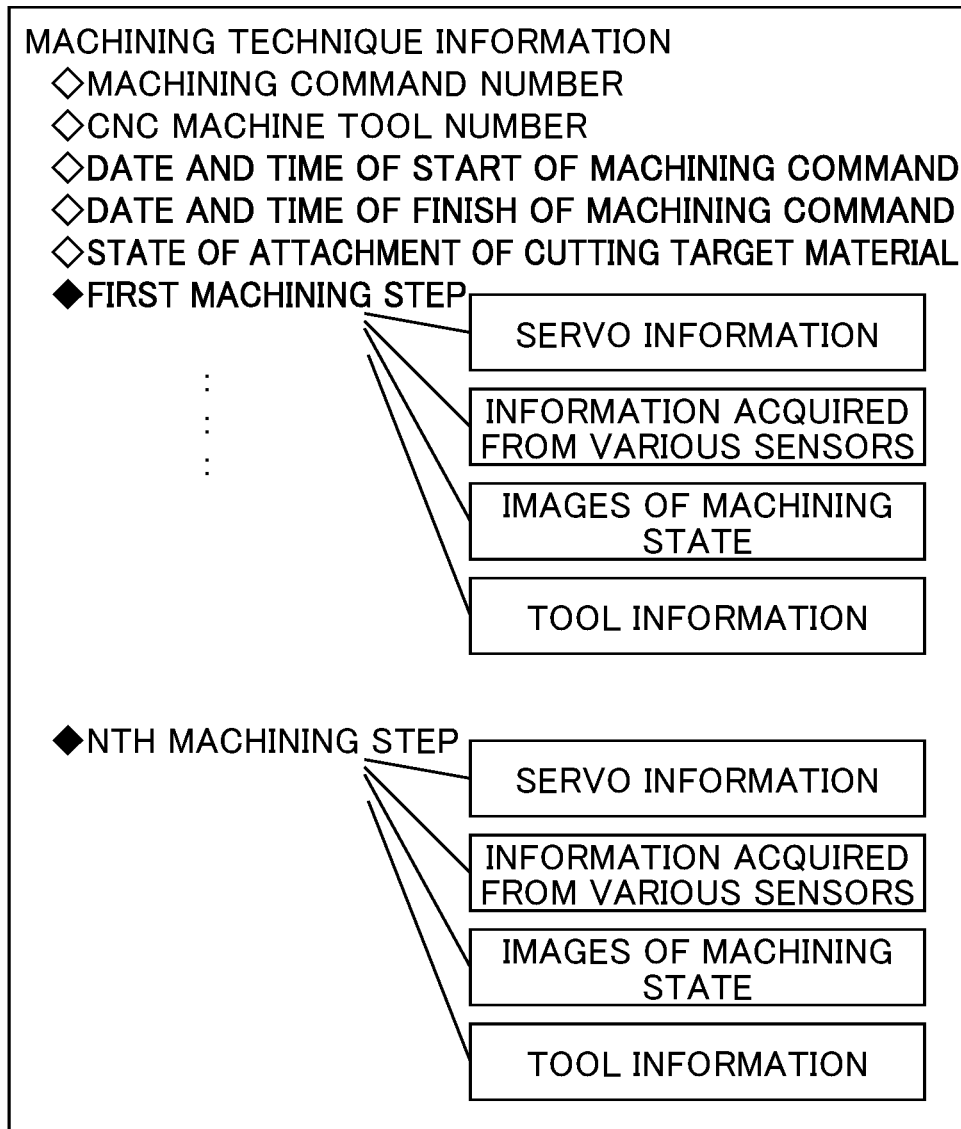 MACHINING TECHNIQUE INFORMATION
◇MACHINING COMMAND NUMBER
◇CNC MACHINE TOOL NUMBER
◇DATE AND TIME OF START OF MACHINING COMMAND
◇DATE AND TIME OF FINISH OF MACHINING COMMAND
◇STATE OF ATTACHMENT OF CUTTING TARGET MATERIAL
◆FIRST MACHINING STEP
SERVO INFORMATION
INFORMATION ACQUIRED
FROM VARIOUS SENSORS
IMAGES OF MACHINING
STATE
TOOL INFORMATION
:
:
:
◆NTH MACHINING STEP
SERVO INFORMATION
INFORMATION ACQUIRED
FROM VARIOUS SENSORS
IMAGES OF MACHINING
STATE
TOOL INFORMATION